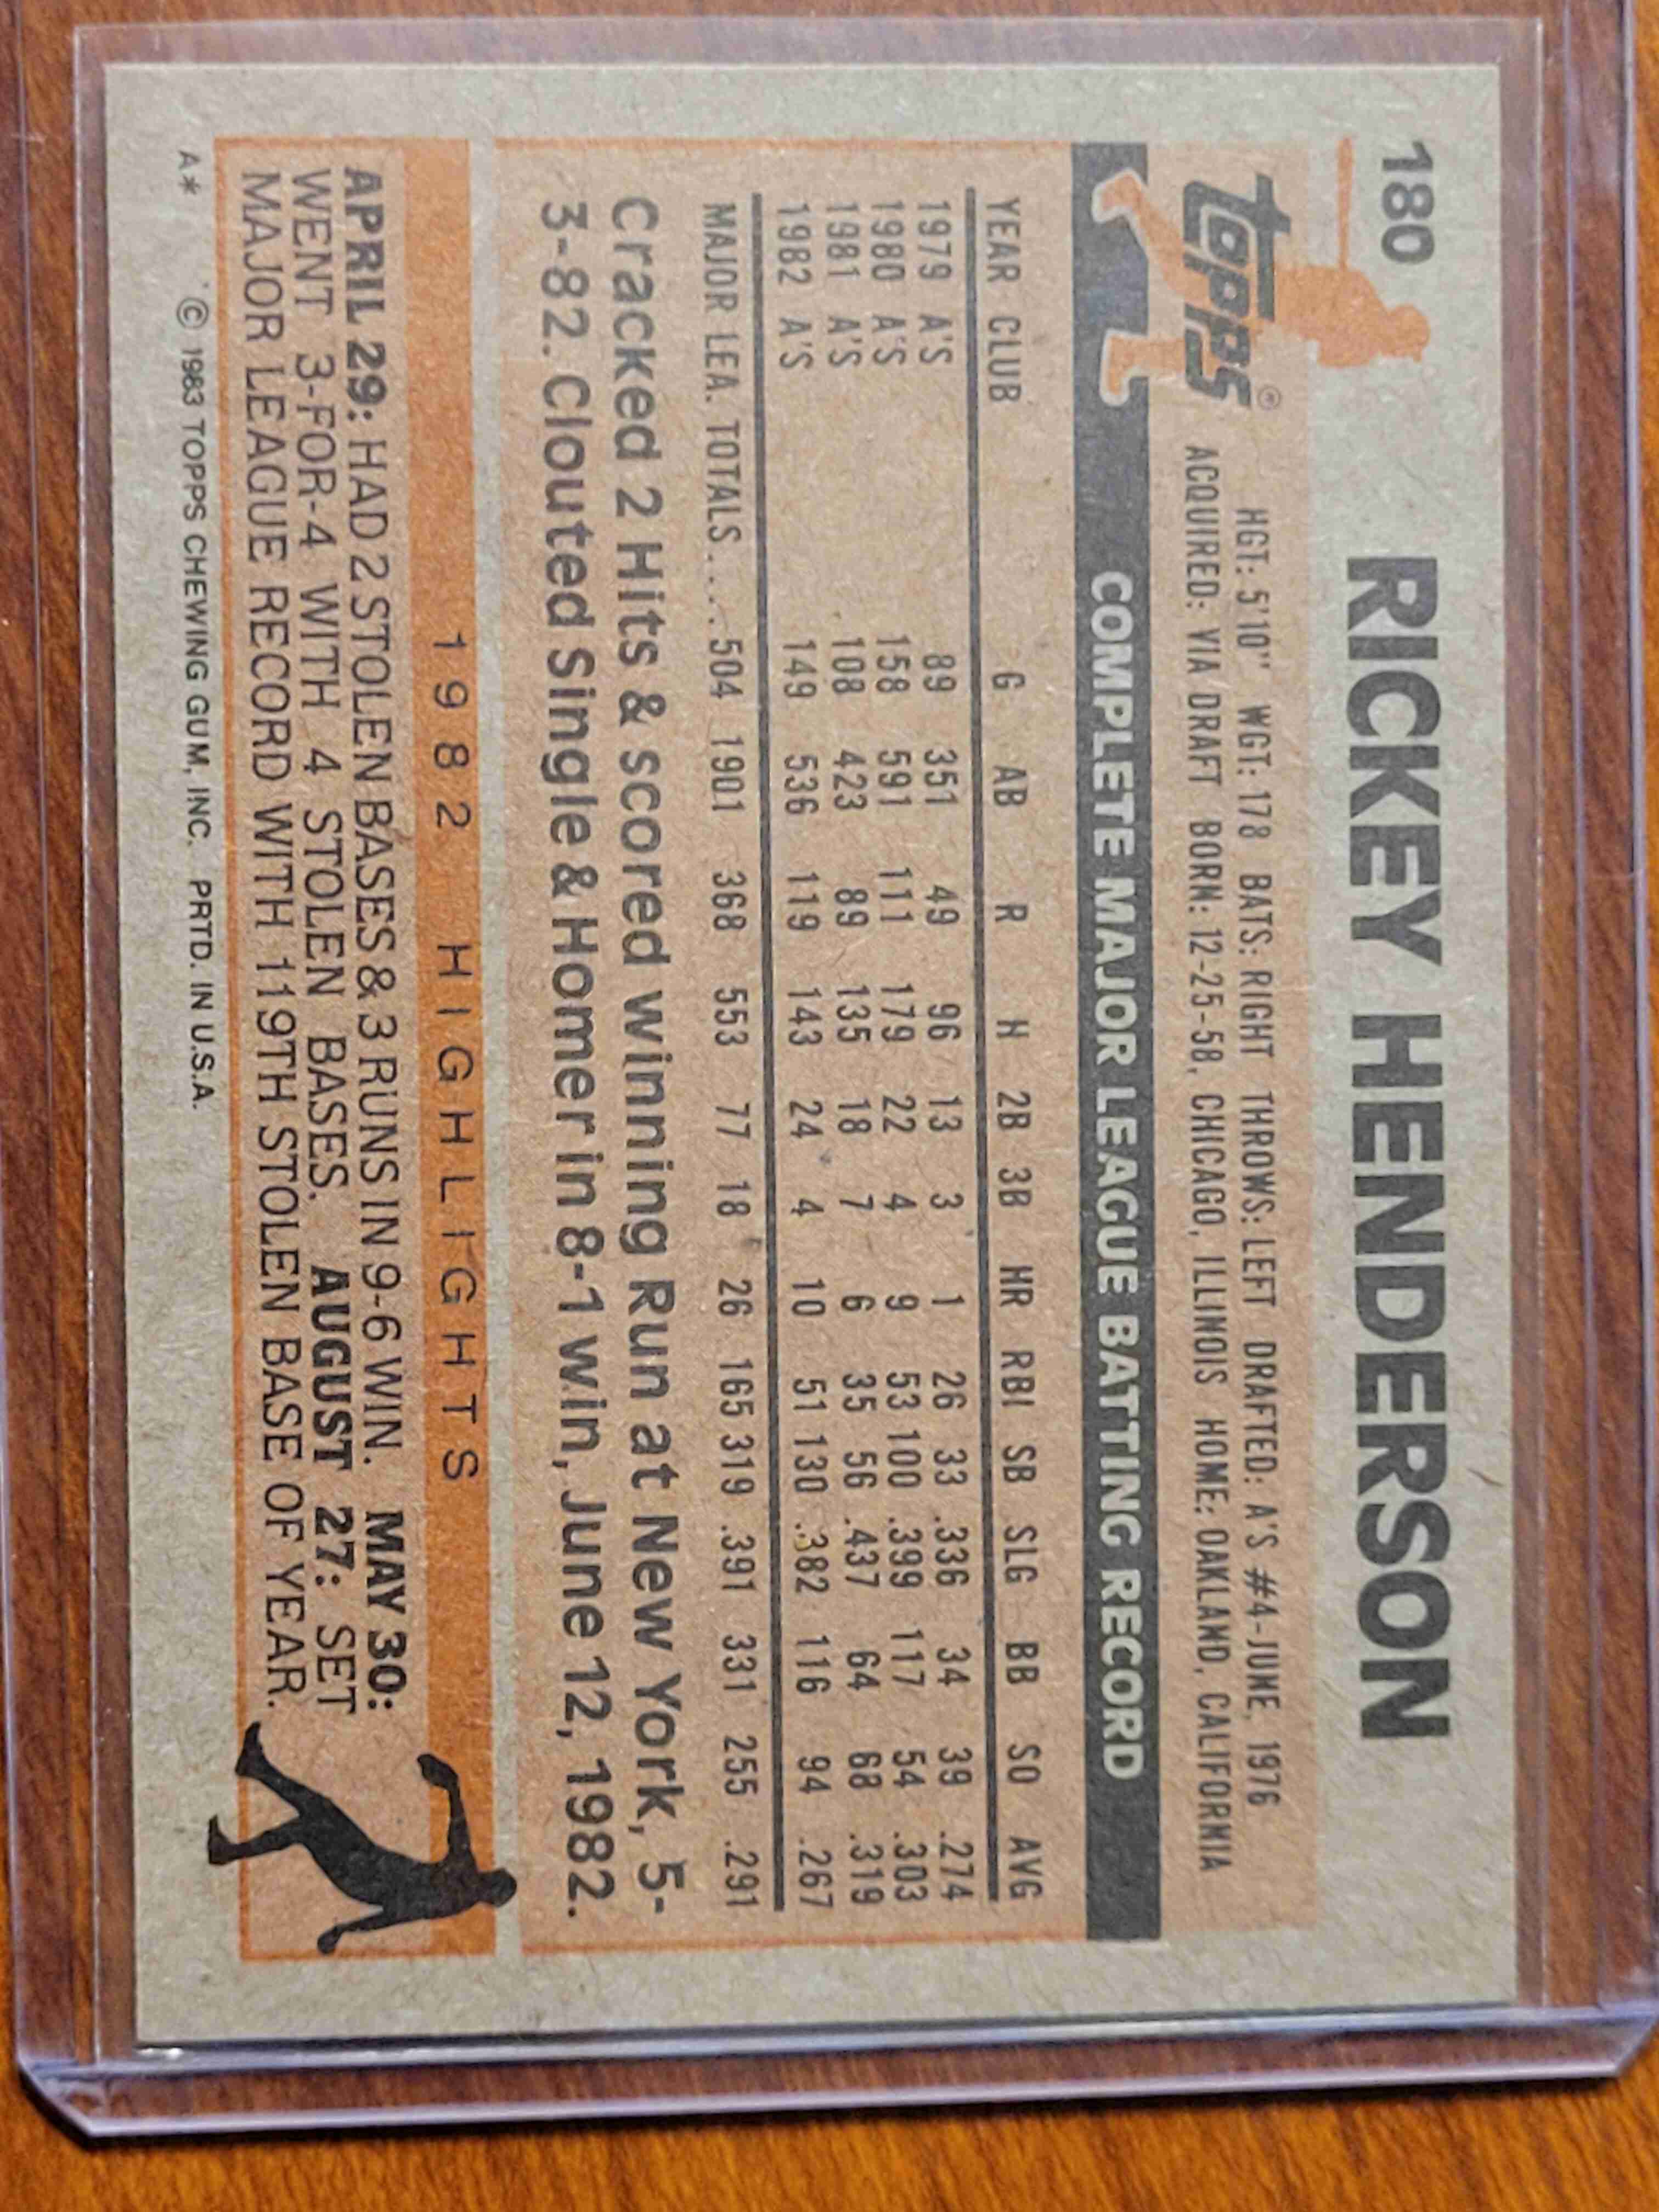 180 RICKEY HENDERSON
topps®
HGT: 5'10" WGT: 178 BATS: RIGHT THROWS: LEFT DRAFTED: A'S #4-JUNE, 1976
ACQUIRED: VIA DRAFT BORN: 12-25-58, CHICAGO, ILLINOIS HOME: OAKLAND, CALIFORNIA
COMPLETE MAJOR LEAGUE BATTING RECORD
YEAR CLUB G AB R H 2B 3B HR RBI SB SLG BB SO AVG
1979 A'S 89 351 49 96 13 3 1 26 33 .336 34 39 .274
1980 A'S 158 591 111 179 22 4 9 53 100 .399 117 54 .303
1981 A'S 108 423 89 135 18 7 6 35 56 .437 64 68 .319
1982 A'S 149 536 119 143 24 4 10 51 130 .382 116 94 .267
MAJOR LEA. TOTALS.... 504 1901 368 553 77 18 26 165 319 .391 331 255 .291
Cracked 2 Hits & scored winning Run at New York, 5-
3-82. Clouted Single & Homer in 8-1 win, June 12, 1982.
1982 HIGHLIGHTS
APRIL 29: HAD 2 STOLEN BASES & 3 RUNS IN 9-6 WIN. MAY 30:
WENT 3-FOR-4 WITH 4 STOLEN BASES. AUGUST 27: SET
MAJOR LEAGUE RECORD WITH 119TH STOLEN BASE OF YEAR.
A* © 1983 TOPPS CHEWING GUM, INC. PRTD. IN U.S.A.